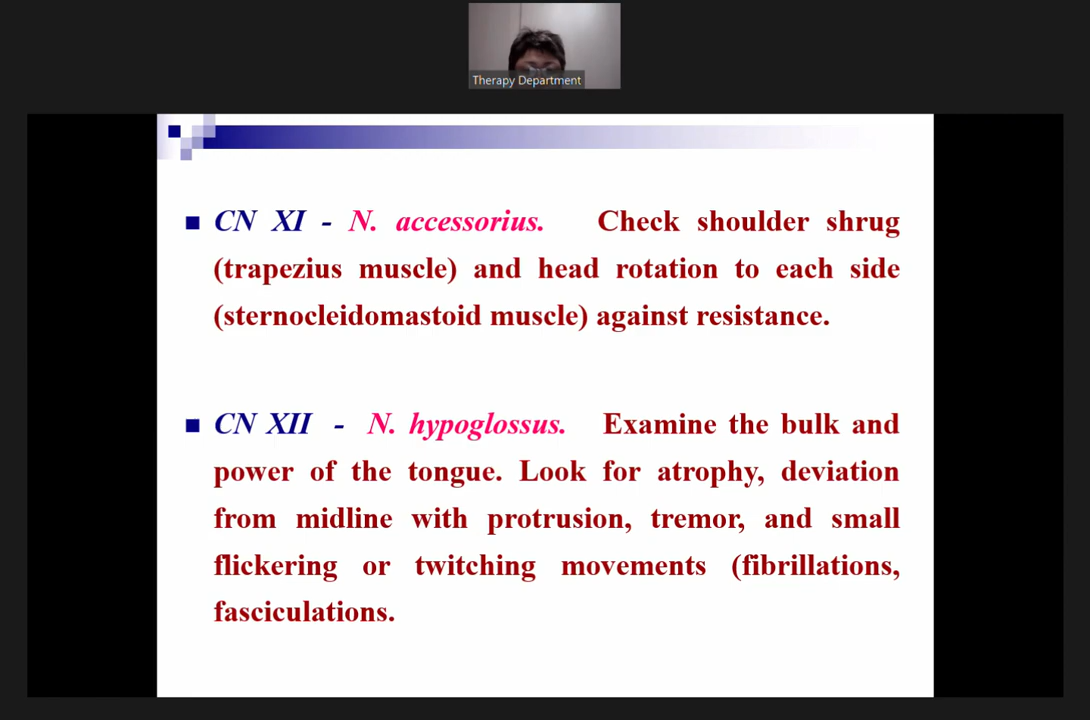 Therapy Department
CN XI - N. accessorius. Check shoulder shrug
(trapezius muscle) and head rotation to each side
(sternocleidomastoid muscle) against resistance.
CN XII - N. hypoglossus. Examine the bulk and
power of the tongue. Look for atrophy, deviation
from midline with protrusion, tremor, and small
flickering or twitching movements (fibrillations,
fasciculations.